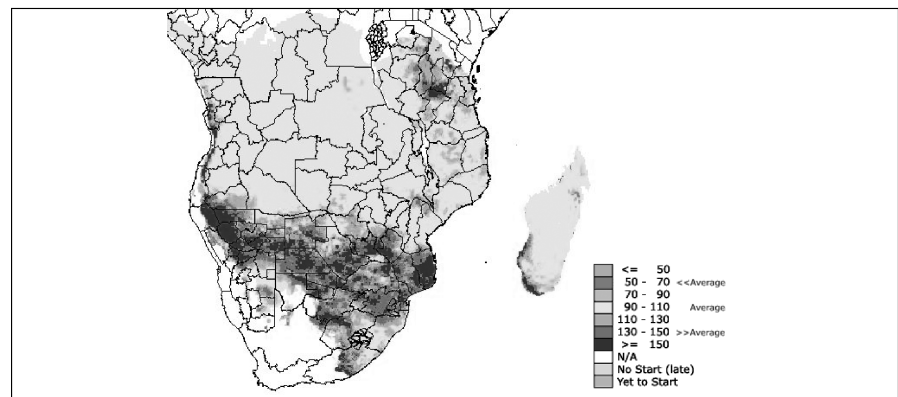 <= 50
50 - 70 <<Average
70 - 90
90 - 110 Average
110 - 130
130 - 150 >>Average
>= 150
N/A
No Start (late)
Yet to Start